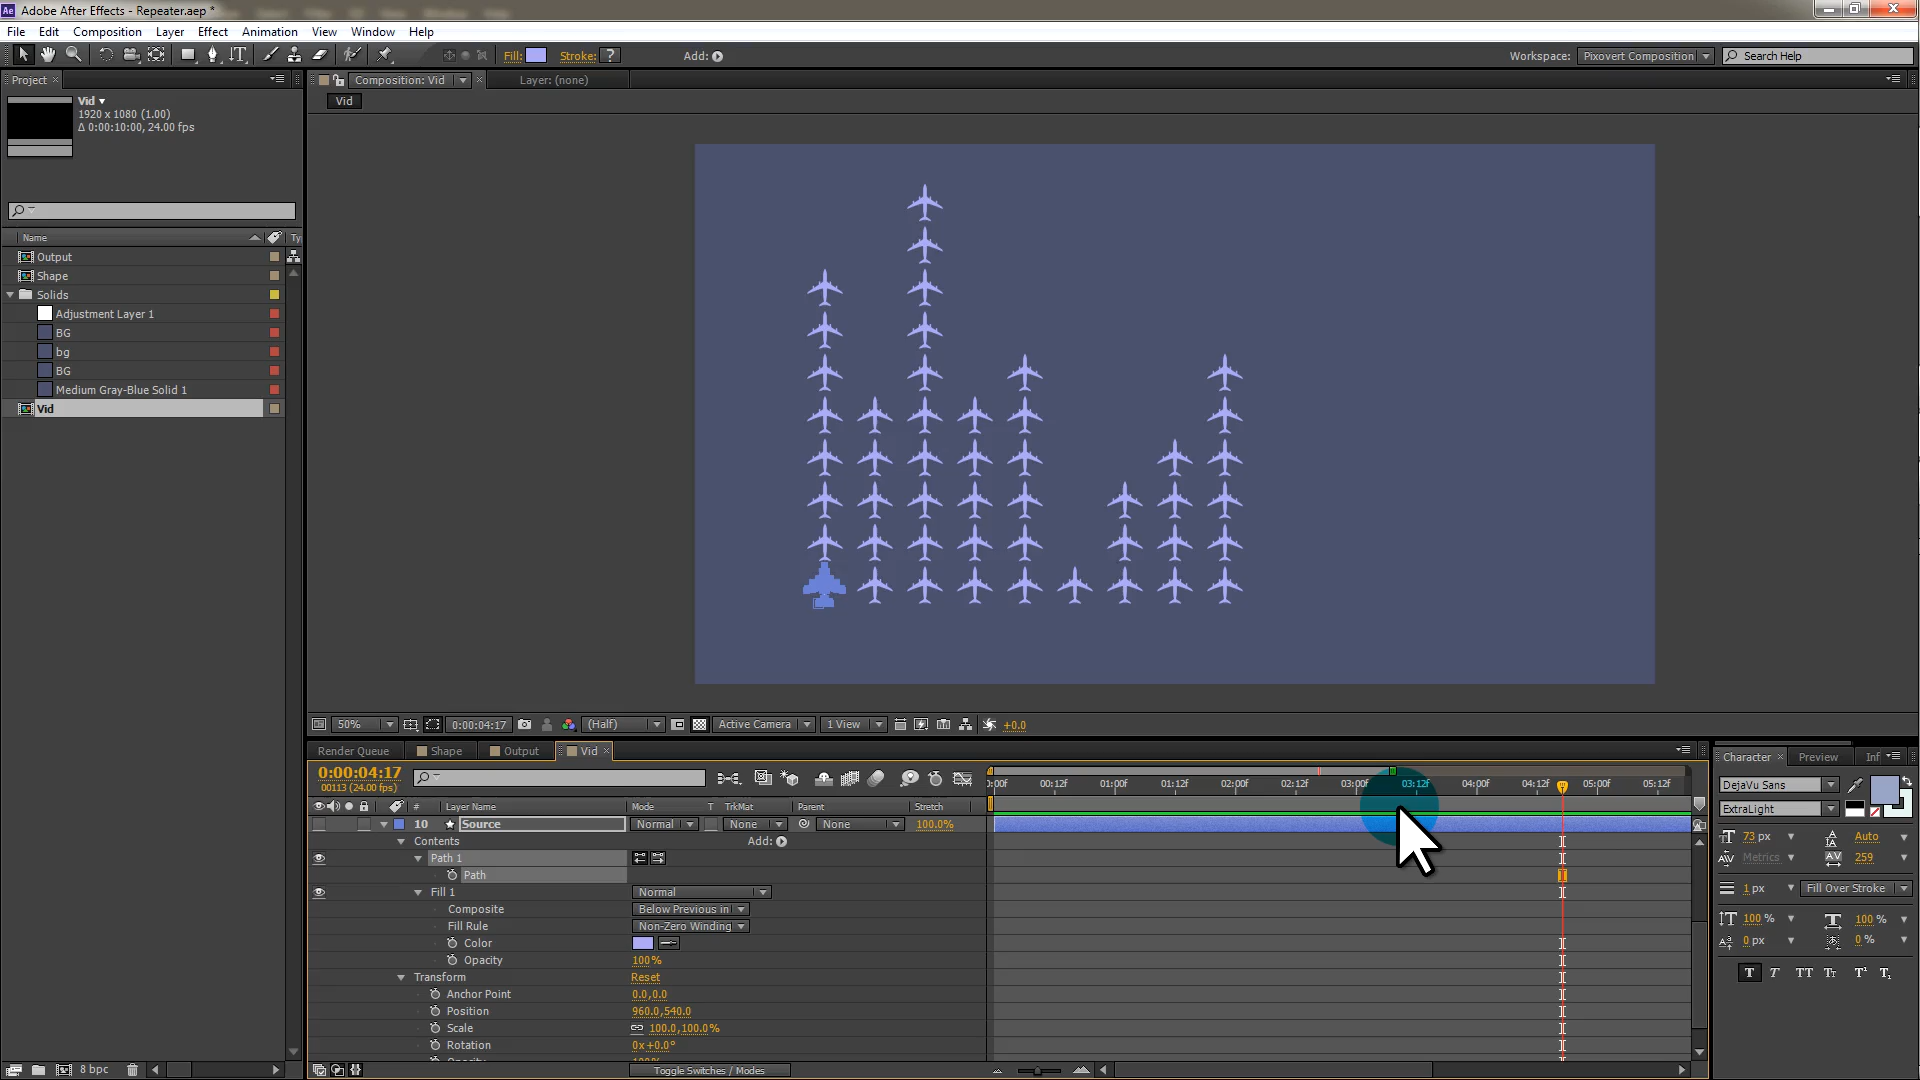 Adobe After Effects - Repeater.aep *
File Edit Composition Layer Effect Animation View Window Help
Fill: Stroke: ? Add: Workspace: Pixovert Composition Search Help
Project Composition: Vid Layer: (none)
Vid
Vid
1920 x 1080 (1.00)
Δ 0:00:10:00, 24.00 fps
Name Ty
Output
Shape
Solids
Adjustment Layer 1
BG
bg
BG
Medium Gray-Blue Solid 1
Vid
50% 0:00:04:17 (Half) Active Camera 1 View +0.0
Render Queue Shape Output Vid
0:00:04:17
00113 (24.00 fps)
0:00f 00:12f 01:00f 01:12f 02:00f 02:12f 03:00f 03:12f 04:00f 04:12f 05:00f 05:12f
# Layer Name Mode T TrkMat Parent Stretch
10 Source Normal None None 100.0%
Contents Add:
Path 1
Path
Fill 1 Normal
Composite Below Previous in
Fill Rule Non-Zero Winding
Color
Opacity 100%
Transform Reset
Anchor Point 0.0,0.0
Position 960.0,540.0
Scale 100.0,100.0%
Rotation 0x+0.0°
8 bpc Toggle Switches / Modes
Character Preview Inf
DejaVu Sans
ExtraLight
73 px Auto
Metrics 259
1 px Fill Over Stroke
100 % 100 %
0 px 0 %
T T TT Tt T¹ T₁